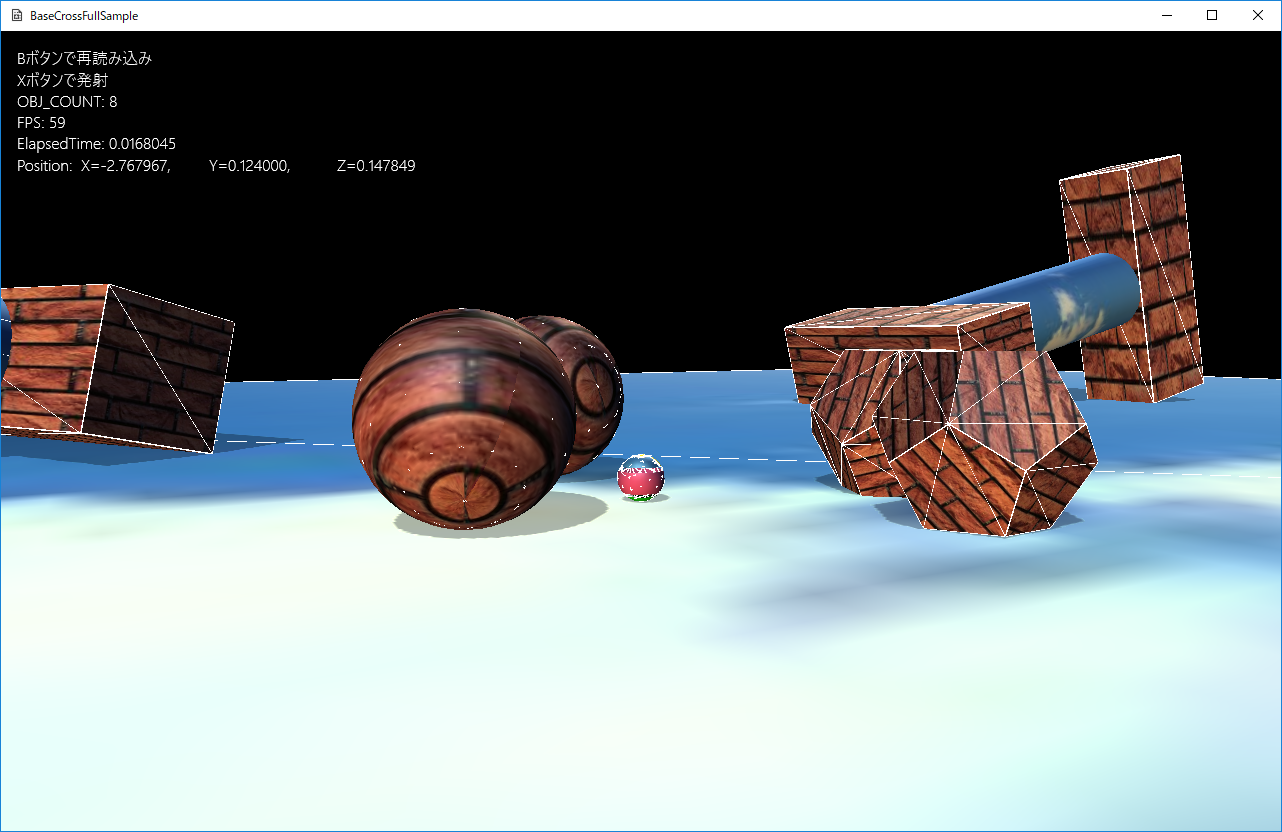 BaseCrossFullSample
Bボタンで再読み込み
Xボタンで発射
OBJ_COUNT: 8
FPS: 59
ElapsedTime: 0.0168045
Position: X=-2.767967, Y=0.124000, Z=0.147849